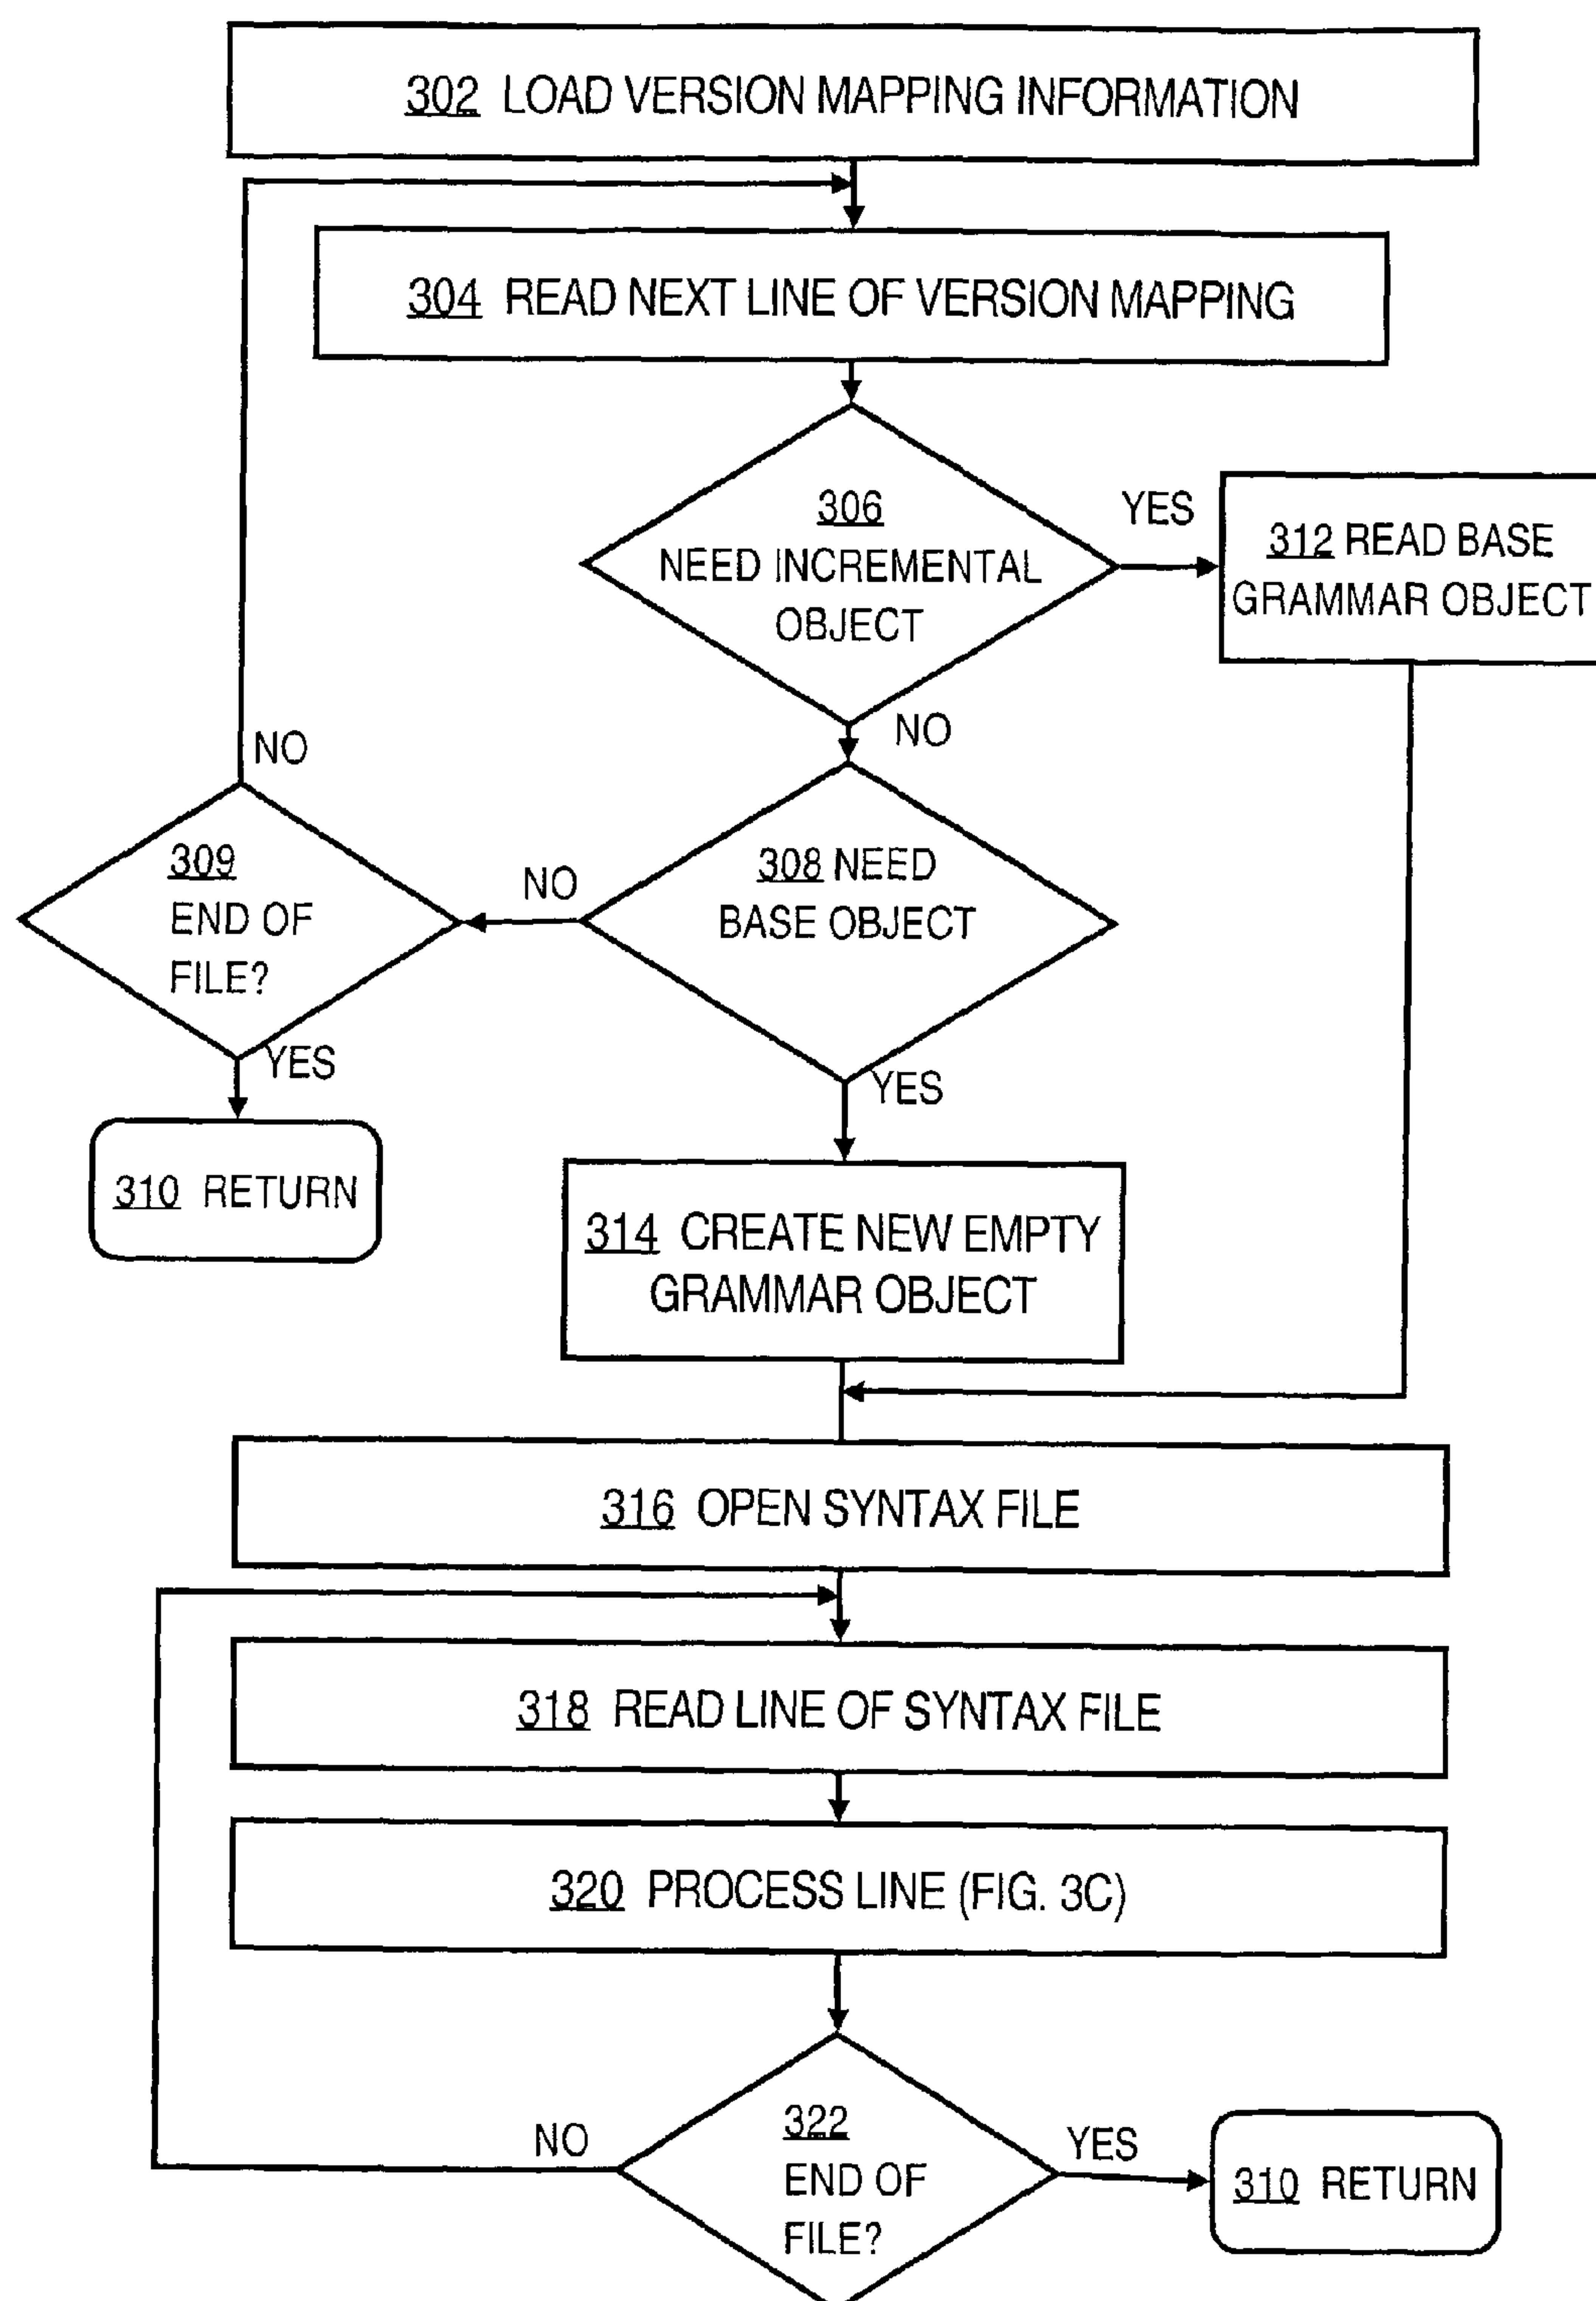 302 LOAD VERSION MAPPING INFORMATION
304 READ NEXT LINE OF VERSION MAPPING
306
NEED INCREMENTAL
OBJECT
YES
312 READ BASE
GRAMMAR OBJECT
NO
NO
309
END OF
FILE?
NO
308 NEED
BASE OBJECT
YES
YES
310 RETURN
314 CREATE NEW EMPTY
GRAMMAR OBJECT
316 OPEN SYNTAX FILE
318 READ LINE OF SYNTAX FILE
320 PROCESS LINE (FIG. 3C)
NO
322
END OF
FILE?
YES
310 RETURN